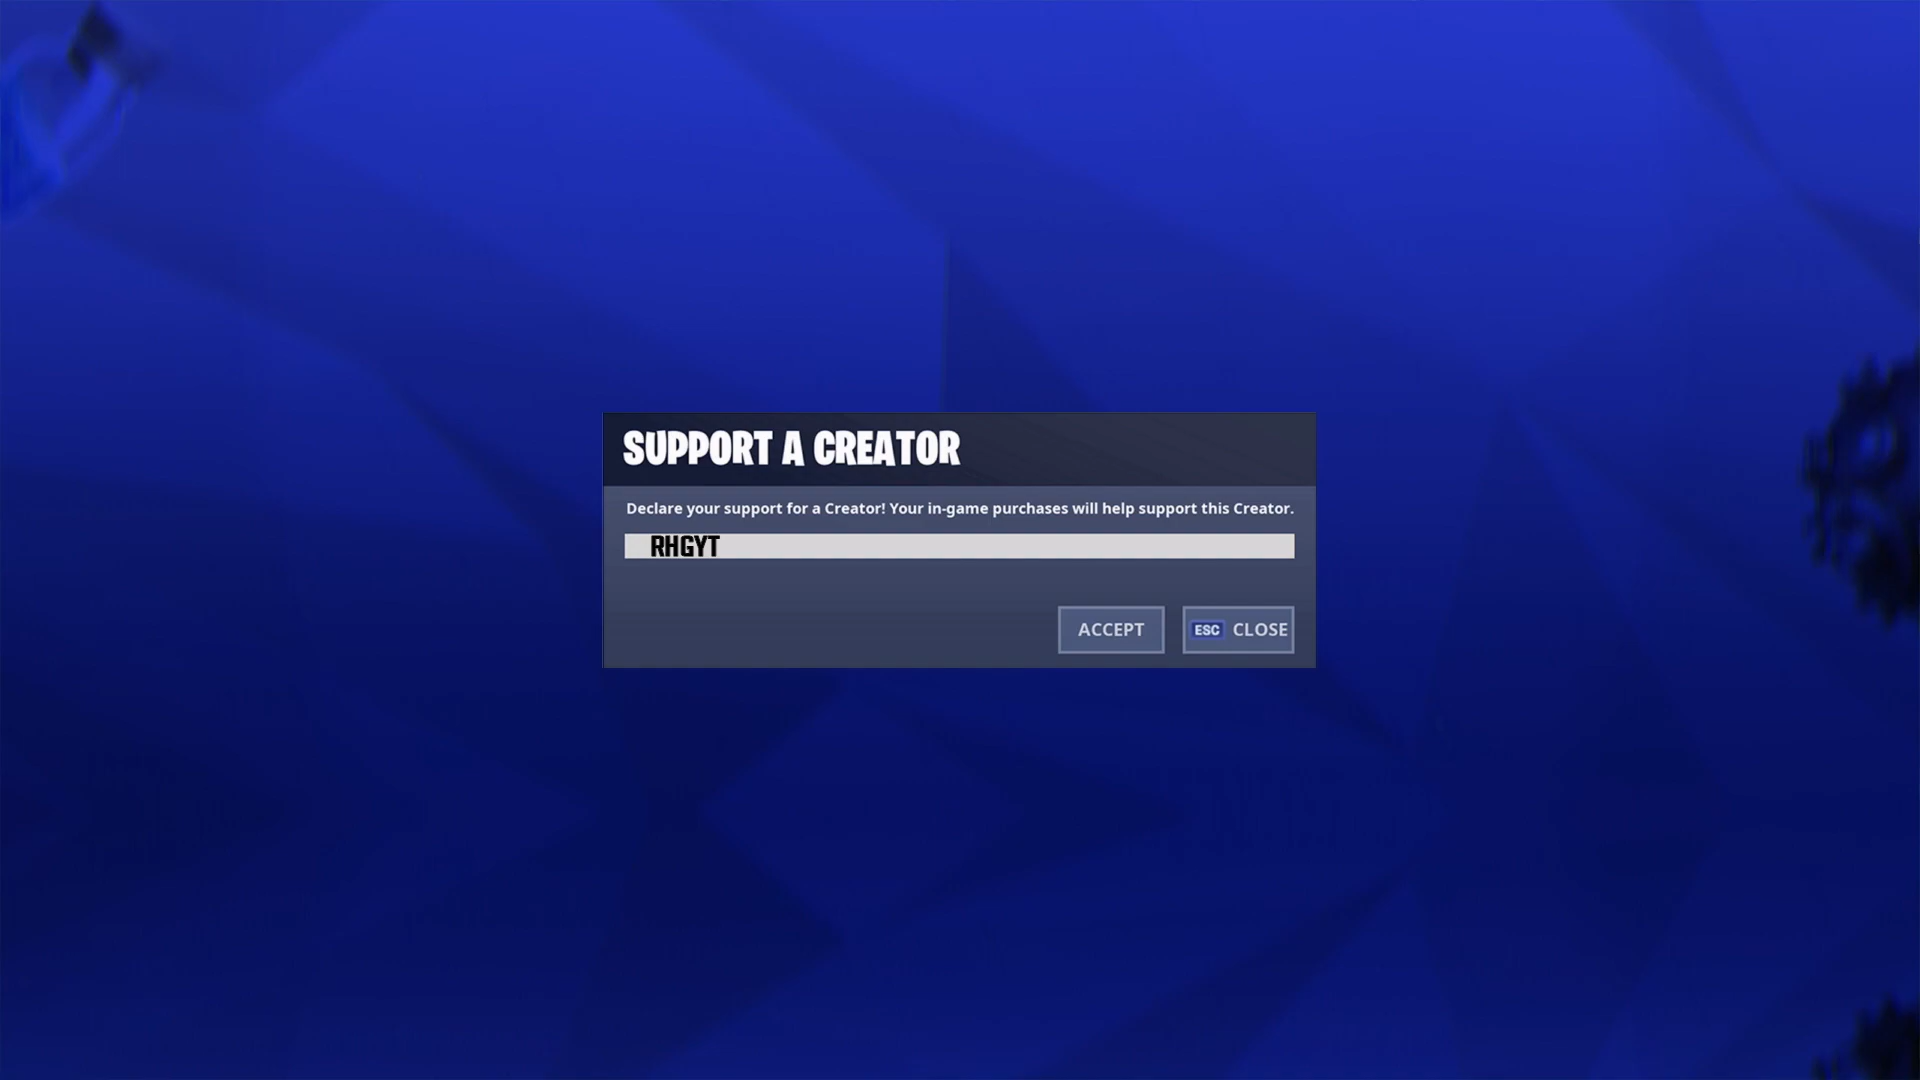 SUPPORT A CREATOR
Declare your support for a Creator! Your in-game purchases will help support this Creator.
RHGYT
ACCEPT
ESC CLOSE